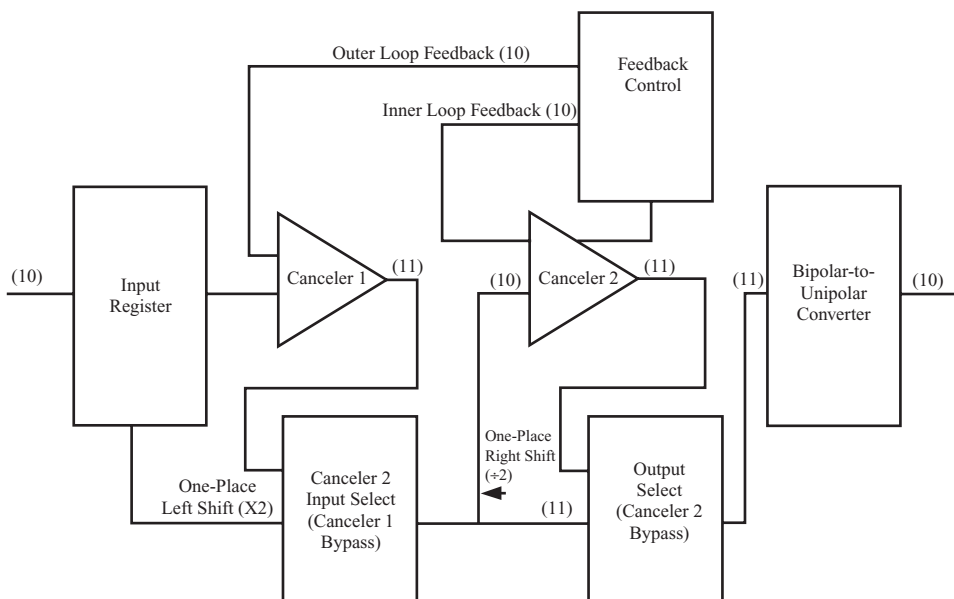 Outer Loop Feedback (10)
Feedback
Control
Inner Loop Feedback (10)
(10)
Input
Register
Canceler 1
(11)
(10)
Canceler 2
(11)
(11)
Bipolar-to-
Unipolar
Converter
(10)
One-Place
Left Shift (X2)
Canceler 2
Input Select
(Canceler 1
Bypass)
One-Place
Right Shift
(÷2)
(11)
Output
Select
(Canceler 2
Bypass)